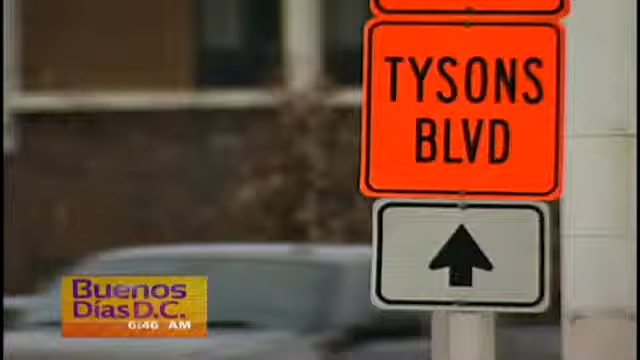 TYSONS
BLVD
Buenos
Días D.C.
6:46 AM